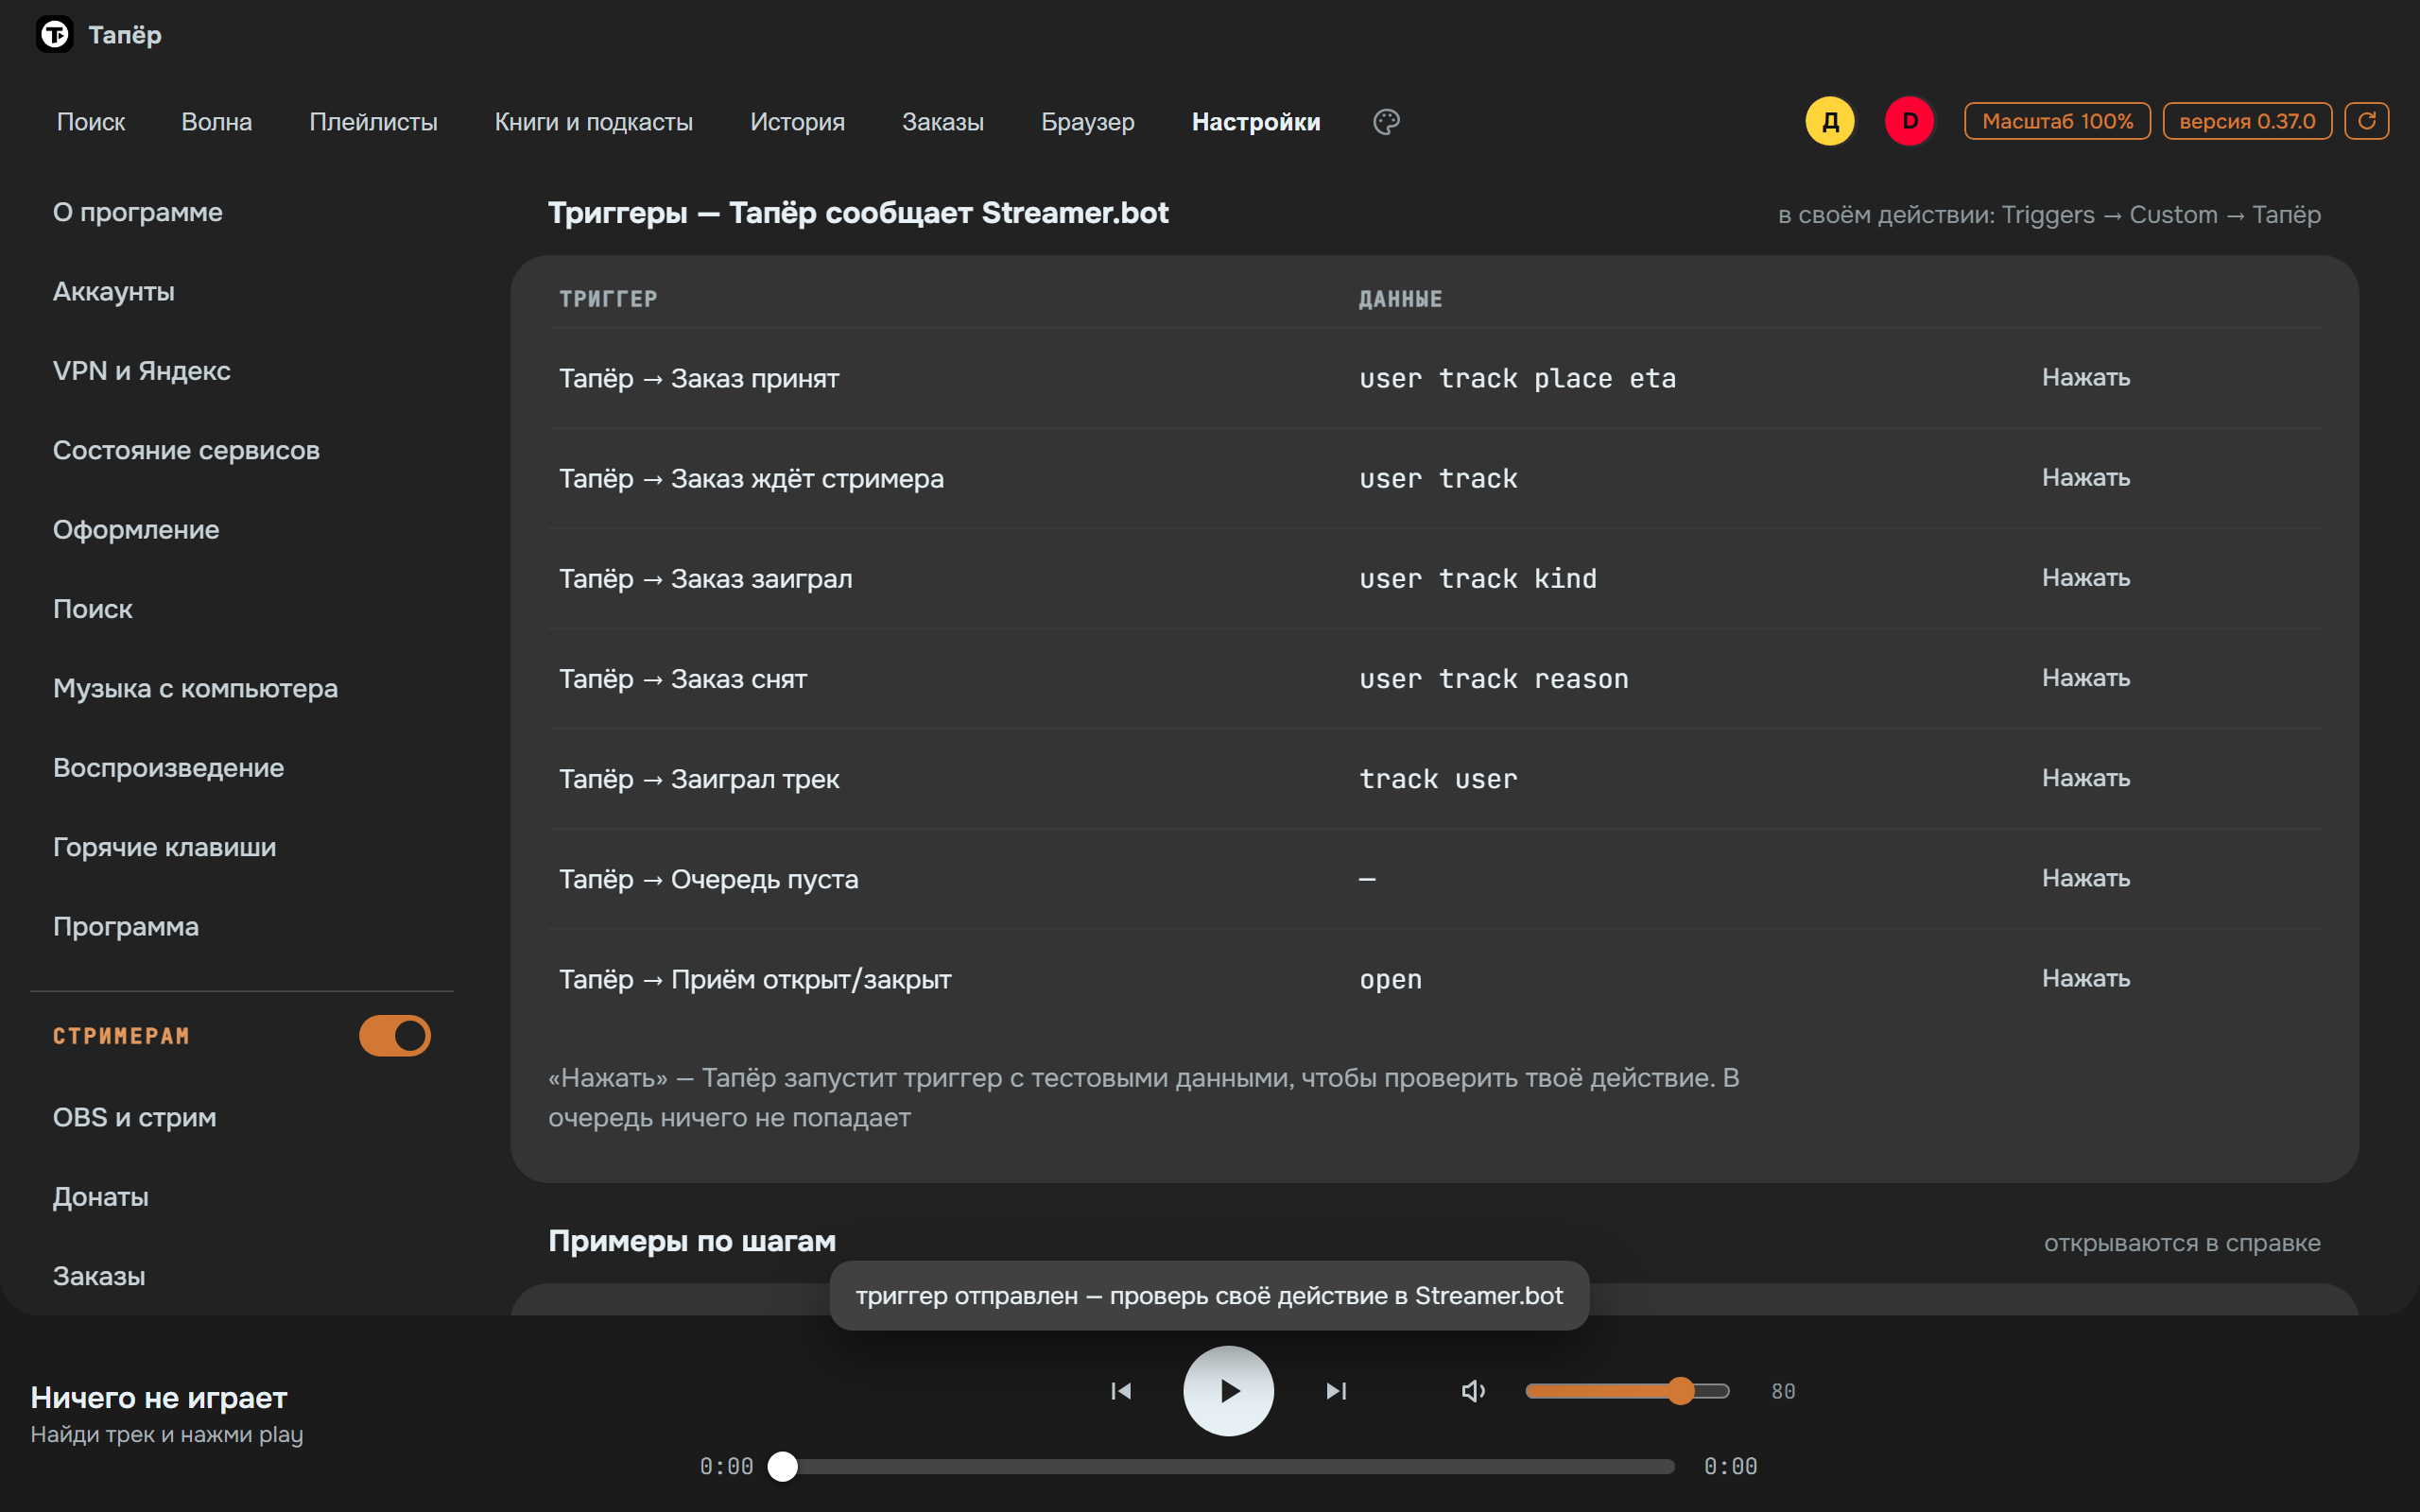 Тапёр
Поиск Волна Плейлисты Книги и подкасты История Заказы Браузер Настройки Д D Масштаб 100% версия 0.37.0
О программе
Аккаунты
VPN и Яндекс
Состояние сервисов
Оформление
Поиск
Музыка с компьютера
Воспроизведение
Горячие клавиши
Программа
СТРИМЕРАМ
OBS и стрим
Донаты
Заказы
Триггеры — Тапёр сообщает Streamer.bot
в своём действии: Triggers → Custom → Тапёр
ТРИГГЕР ДАННЫЕ
Тапёр → Заказ принят user track place eta Нажать
Тапёр → Заказ ждёт стримера user track Нажать
Тапёр → Заказ заиграл user track kind Нажать
Тапёр → Заказ снят user track reason Нажать
Тапёр → Заиграл трек track user Нажать
Тапёр → Очередь пуста — Нажать
Тапёр → Приём открыт/закрыт open Нажать
«Нажать» — Тапёр запустит триггер с тестовыми данными, чтобы проверить твоё действие. В
очередь ничего не попадает
Примеры по шагам
открываются в справке
триггер отправлен — проверь своё действие в Streamer.bot
Ничего не играет
Найди трек и нажми play
80
0:00 0:00